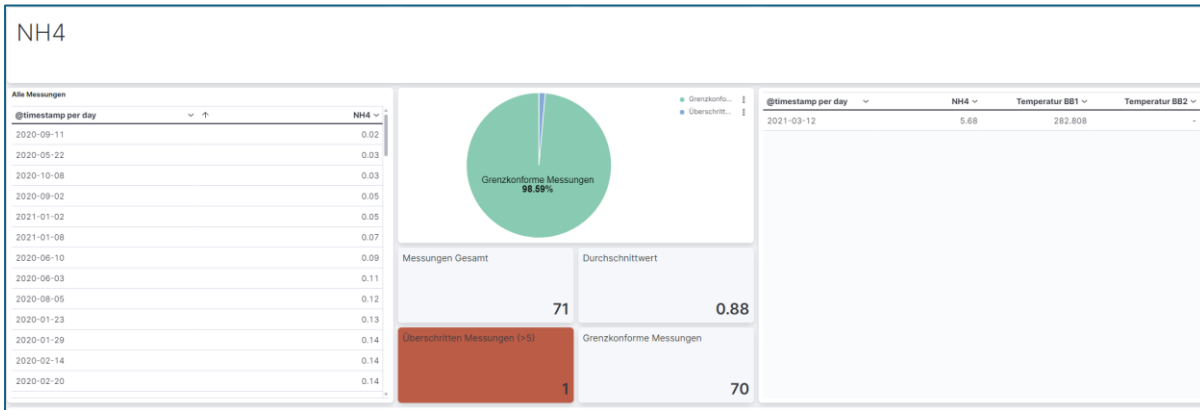 NH4
Alle Messungen
@timestamp per day NH4
2020-09-11 0.02
2020-05-22 0.03
2020-10-08 0.03
2020-09-02 0.05
2021-01-02 0.05
2021-01-08 0.07
2020-06-10 0.09
2020-06-03 0.11
2020-08-05 0.12
2020-01-23 0.13
2020-01-29 0.14
2020-02-14 0.14
2020-02-20 0.14
Grenzkonfo...
Überschritt...
Grenzkonforme Messungen
98.59%
Messungen Gesamt
71
Durchschnittwert
0.88
Überschritten Messungen (>5)
1
Grenzkonforme Messungen
70
@timestamp per day NH4 Temperatur BB1 Temperatur BB2
2021-03-12 5.68 282.808 -